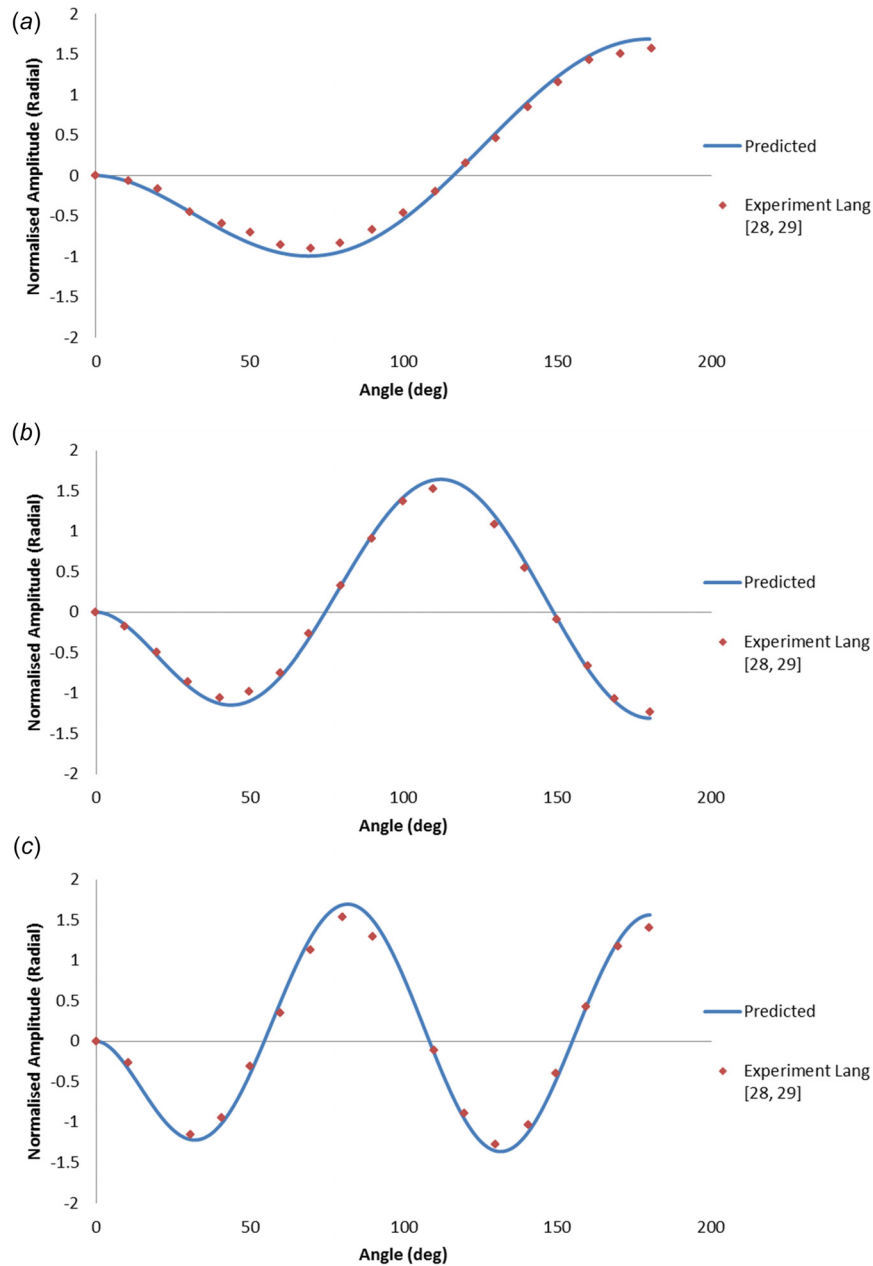 (a)
2
1.5
1
0.5
0
-0.5
-1
-1.5
-2
Normalised Amplitude (Radial)
0 50 100 150 200
Angle (deg)
Predicted
Experiment Lang
[28, 29]
(b)
2
1.5
1
0.5
0
-0.5
-1
-1.5
-2
Normalised Amplitude (Radial)
0 50 100 150 200
Angle (deg)
Predicted
Experiment Lang
[28, 29]
(c)
2
1.5
1
0.5
0
-0.5
-1
-1.5
-2
Normalised Amplitude (Radial)
0 50 100 150 200
Angle (deg)
Predicted
Experiment Lang
[28, 29]